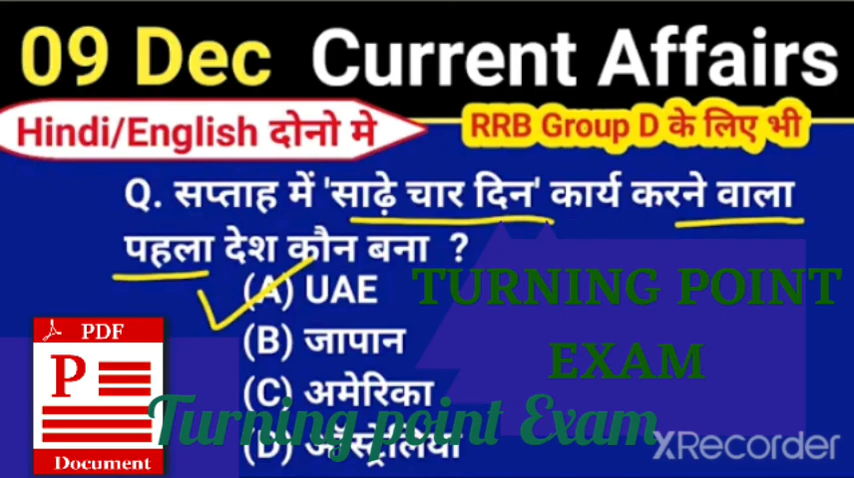 09 Dec Current Affairs
Hindi/English दोनो मे
RRB Group D के लिए भी
Q. सप्ताह में 'साढ़े चार दिन' कार्य करने वाला
पहला देश कौन बना ?
(A) UAE
(B) जापान
(C) अमेरिका
(D) ऑस्ट्रेलिया
TURNING POINT
EXAM
PDF
P
Document
Turning point Exam
XRecorder